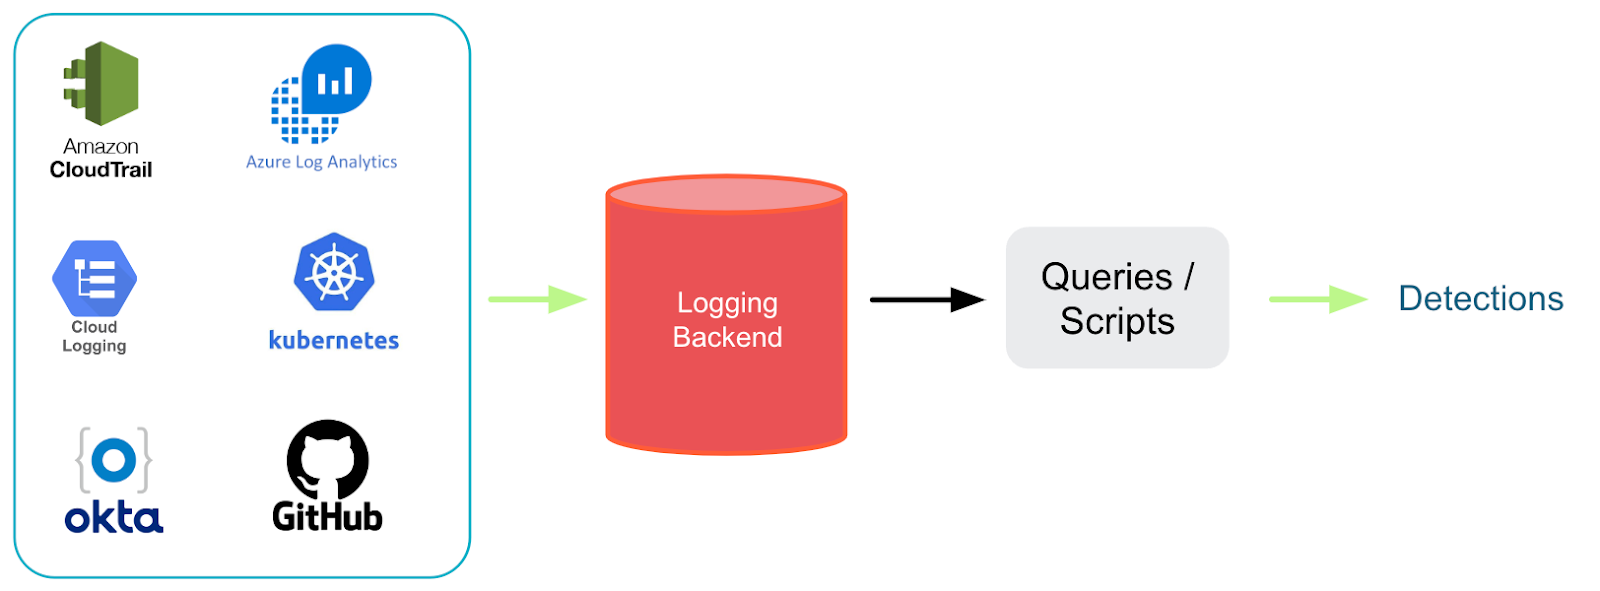 Amazon
CloudTrail
Azure Log Analytics
Cloud
Logging
kubernetes
okta
GitHub
Logging
Backend
Queries /
Scripts
Detections